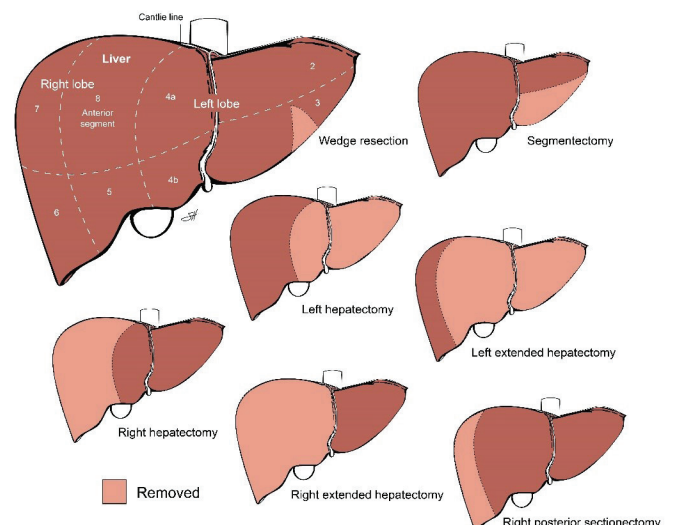 Cantlie line
Liver
Right lobe
2
7
8
4a
Left lobe
3
Anterior
segment
Wedge resection
Segmentectomy
5
4b
6
Left hepatectomy
Left extended hepatectomy
Right hepatectomy
Removed
Right extended hepatectomy
Right posterior sectionectomy